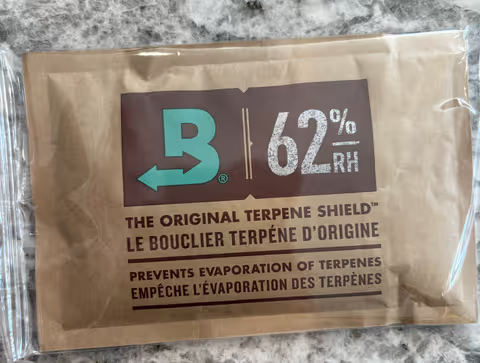 B® 62% RH
THE ORIGINAL TERPENE SHIELD™
LE BOUCLIER TERPÉNE D'ORIGINE
PREVENTS EVAPORATION OF TERPENES
EMPÊCHE L'ÉVAPORATION DES TERPÈNES